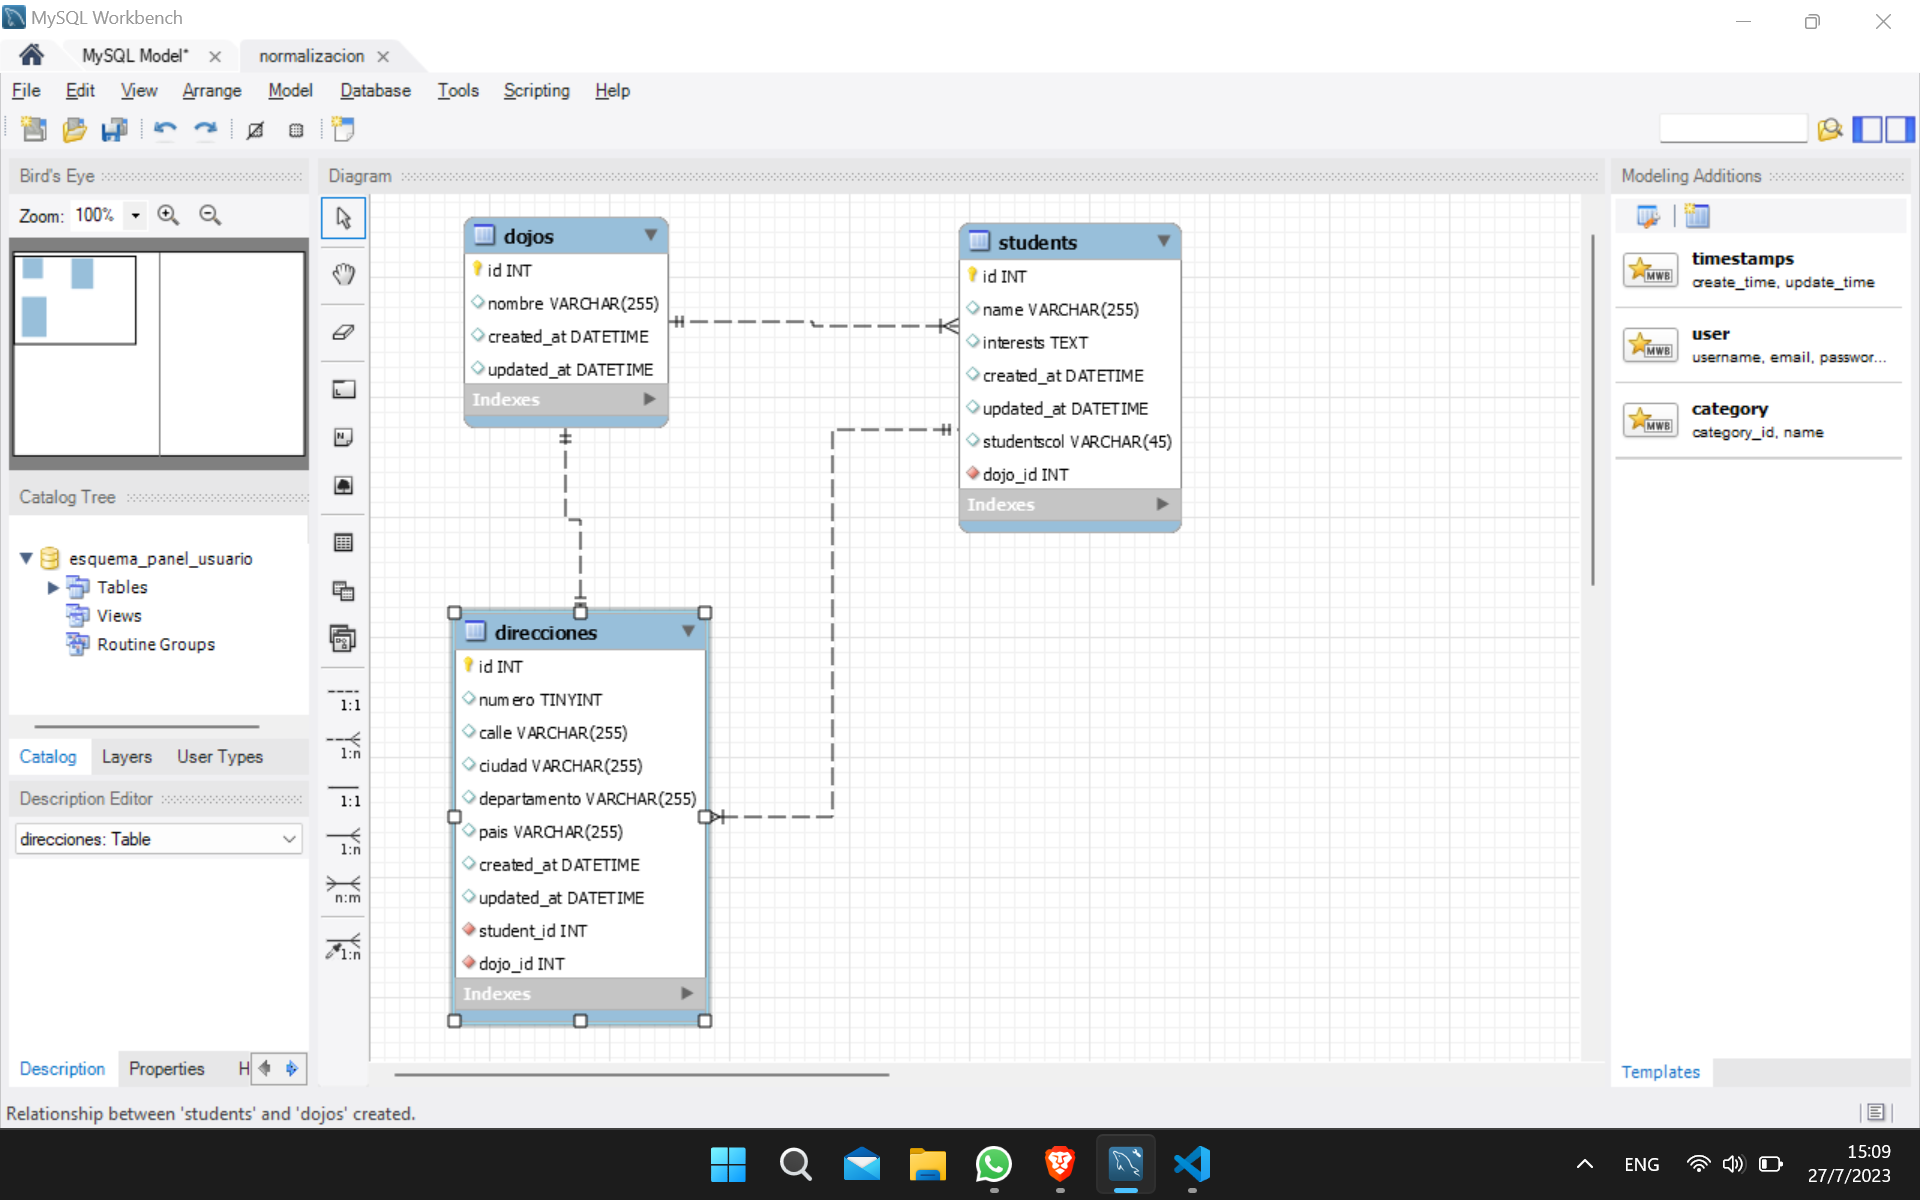 MySQL Workbench
MySQL Model*
normalizacion
File Edit View Arrange Model Database Tools Scripting Help
Bird's Eye
Zoom: 100%
Catalog Tree
esquema_panel_usuario
Tables
Views
Routine Groups
Catalog Layers User Types
Description Editor
direcciones: Table
Description Properties H
Diagram
1:1
1:n
1:1
1:n
n:m
1:n
dojos
id INT
nombre VARCHAR(255)
created_at DATETIME
updated_at DATETIME
Indexes
students
id INT
name VARCHAR(255)
interests TEXT
created_at DATETIME
updated_at DATETIME
studentscol VARCHAR(45)
dojo_id INT
Indexes
direcciones
id INT
numero TINYINT
calle VARCHAR(255)
ciudad VARCHAR(255)
departamento VARCHAR(255)
pais VARCHAR(255)
created_at DATETIME
updated_at DATETIME
student_id INT
dojo_id INT
Indexes
Modeling Additions
MWB
timestamps
create_time, update_time
MWB
user
username, email, passwor...
MWB
category
category_id, name
Templates
Relationship between 'students' and 'dojos' created.
ENG
15:09
27/7/2023